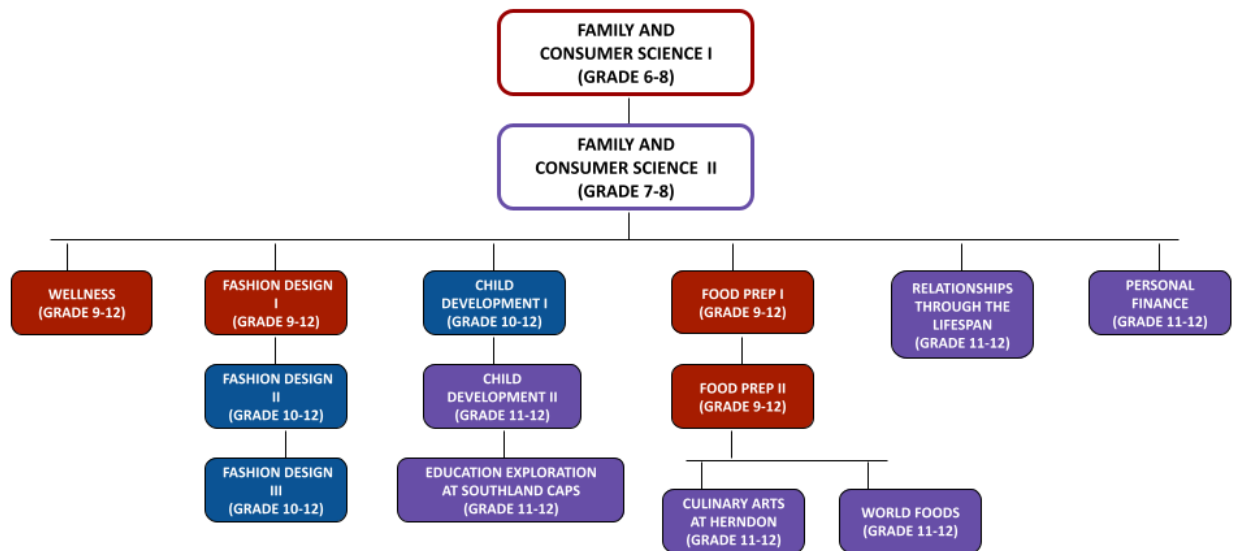 FAMILY AND
CONSUMER SCIENCE I
(GRADE 6-8)
FAMILY AND
CONSUMER SCIENCE II
(GRADE 7-8)
WELLNESS
(GRADE 9-12)
FASHION DESIGN
I
(GRADE 9-12)
CHILD
DEVELOPMENT I
(GRADE 10-12)
FOOD PREP I
(GRADE 9-12)
RELATIONSHIPS
THROUGH THE
LIFESPAN
(GRADE 11-12)
PERSONAL
FINANCE
(GRADE 11-12)
FASHION DESIGN
II
(GRADE 10-12)
CHILD
DEVELOPMENT II
(GRADE 11-12)
FOOD PREP II
(GRADE 9-12)
FASHION DESIGN
III
(GRADE 10-12)
EDUCATION EXPLORATION
AT SOUTHLAND CAPS
(GRADE 11-12)
CULINARY ARTS
AT HERNDON
(GRADE 11-12)
WORLD FOODS
(GRADE 11-12)